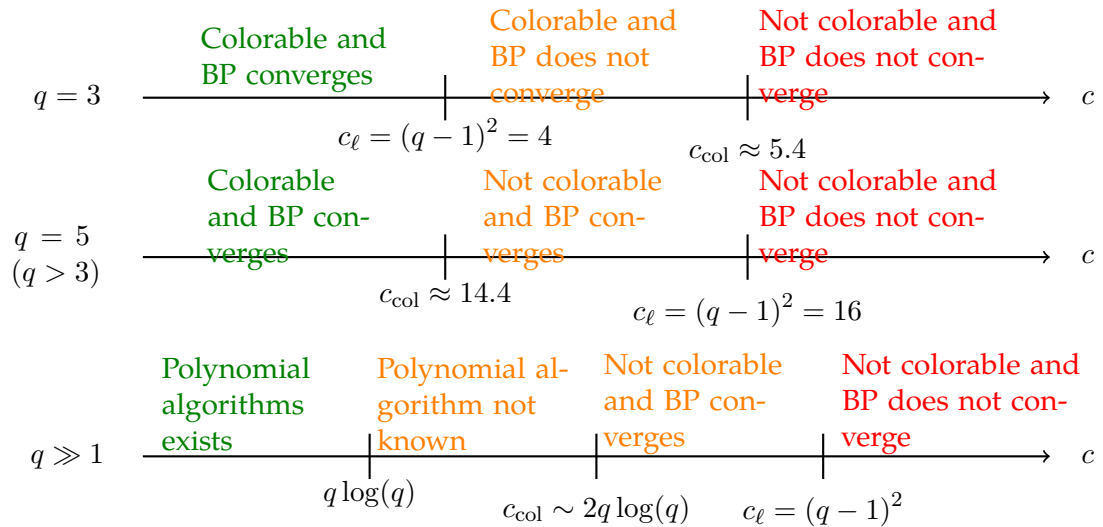 Colorable and
BP converges
Colorable and
BP does not
converge
Not colorable and
BP does not con-
verge
q = 3
c
c_ℓ = (q − 1)² = 4
c_col ≈ 5.4
Colorable
and BP con-
verges
Not colorable
and BP con-
verges
Not colorable and
BP does not con-
verge
q = 5
(q > 3)
c
c_col ≈ 14.4
c_ℓ = (q − 1)² = 16
Polynomial
algorithms
exists
Polynomial al-
gorithm not
known
Not colorable
and BP con-
verges
Not colorable and
BP does not con-
verge
q ≫ 1
c
q log(q)
c_col ∼ 2q log(q)
c_ℓ = (q − 1)²